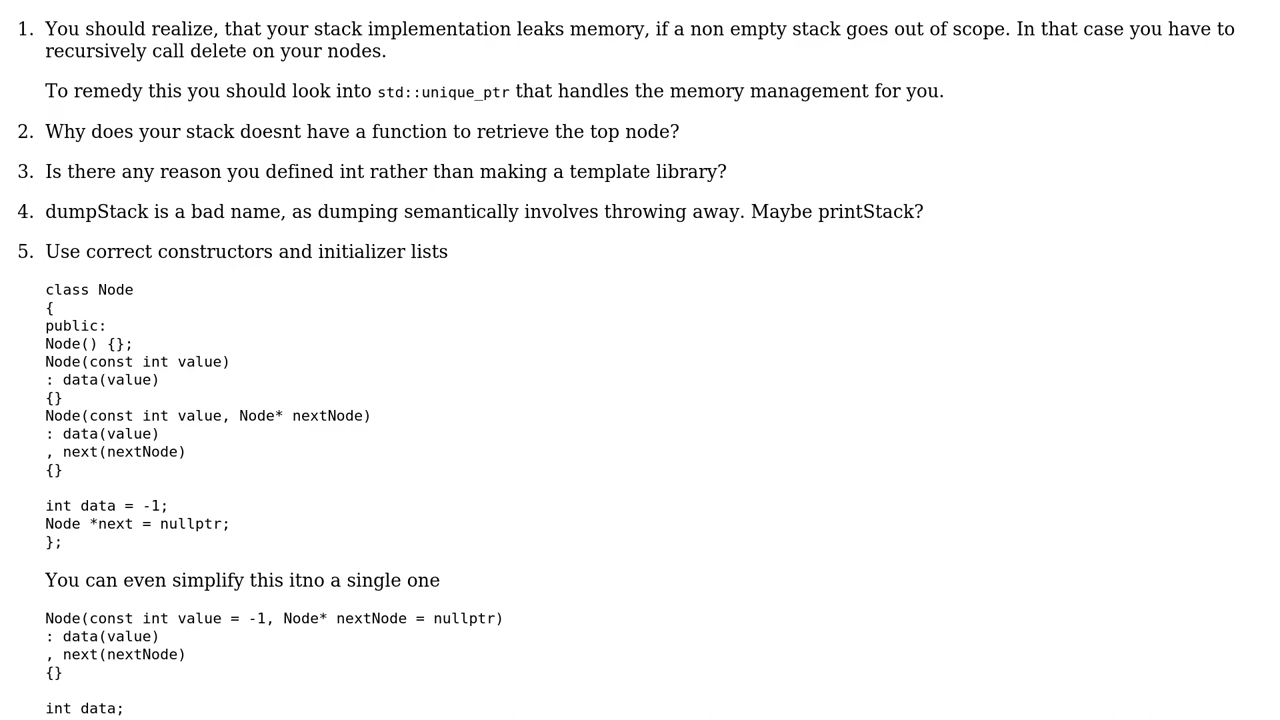 1. You should realize, that your stack implementation leaks memory, if a non empty stack goes out of scope. In that case you have to
recursively call delete on your nodes.
To remedy this you should look into std::unique_ptr that handles the memory management for you.
2. Why does your stack doesnt have a function to retrieve the top node?
3. Is there any reason you defined int rather than making a template library?
4. dumpStack is a bad name, as dumping semantically involves throwing away. Maybe printStack?
5. Use correct constructors and initializer lists
class Node
{
public:
Node() {};
Node(const int value)
: data(value)
{}
Node(const int value, Node* nextNode)
: data(value)
, next(nextNode)
{}
int data = -1;
Node *next = nullptr;
};
You can even simplify this itno a single one
Node(const int value = -1, Node* nextNode = nullptr)
: data(value)
, next(nextNode)
{}
int data;